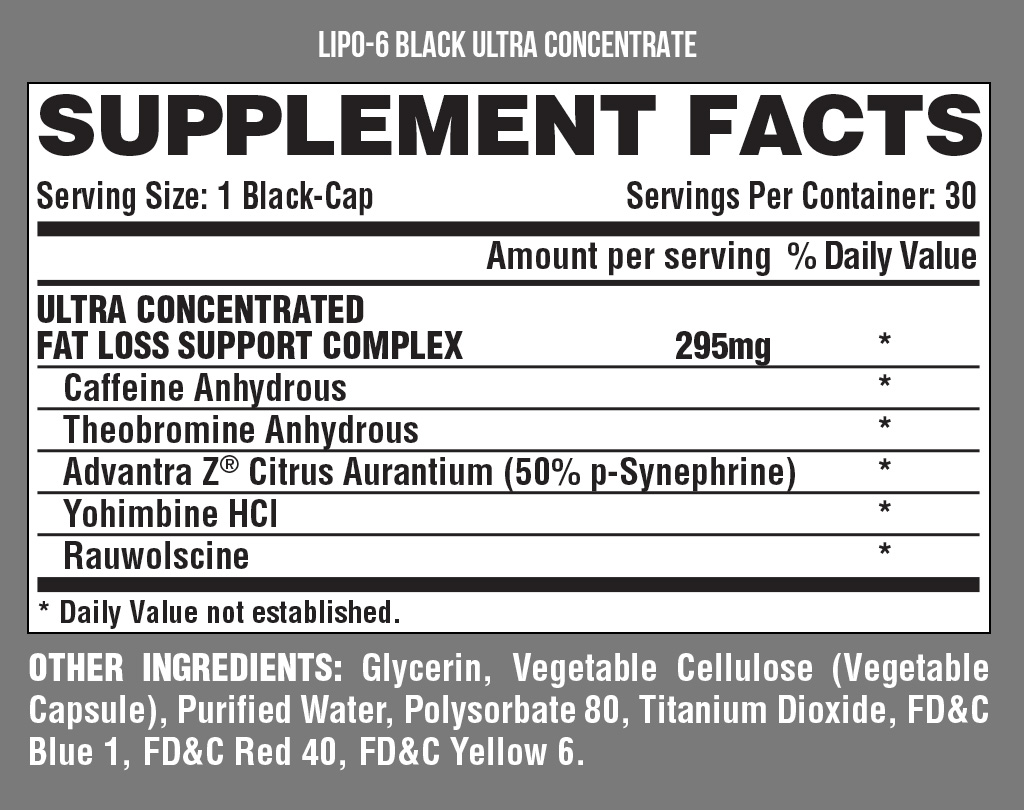 LIPO-6 BLACK ULTRA CONCENTRATE
SUPPLEMENT FACTS
Serving Size: 1 Black-Cap Servings Per Container: 30
Amount per serving % Daily Value
ULTRA CONCENTRATED
FAT LOSS SUPPORT COMPLEX 295mg *
Caffeine Anhydrous *
Theobromine Anhydrous *
Advantra Z® Citrus Aurantium (50% p-Synephrine) *
Yohimbine HCl *
Rauwolscine *
* Daily Value not established.
OTHER INGREDIENTS: Glycerin, Vegetable Cellulose (Vegetable
Capsule), Purified Water, Polysorbate 80, Titanium Dioxide, FD&C
Blue 1, FD&C Red 40, FD&C Yellow 6.